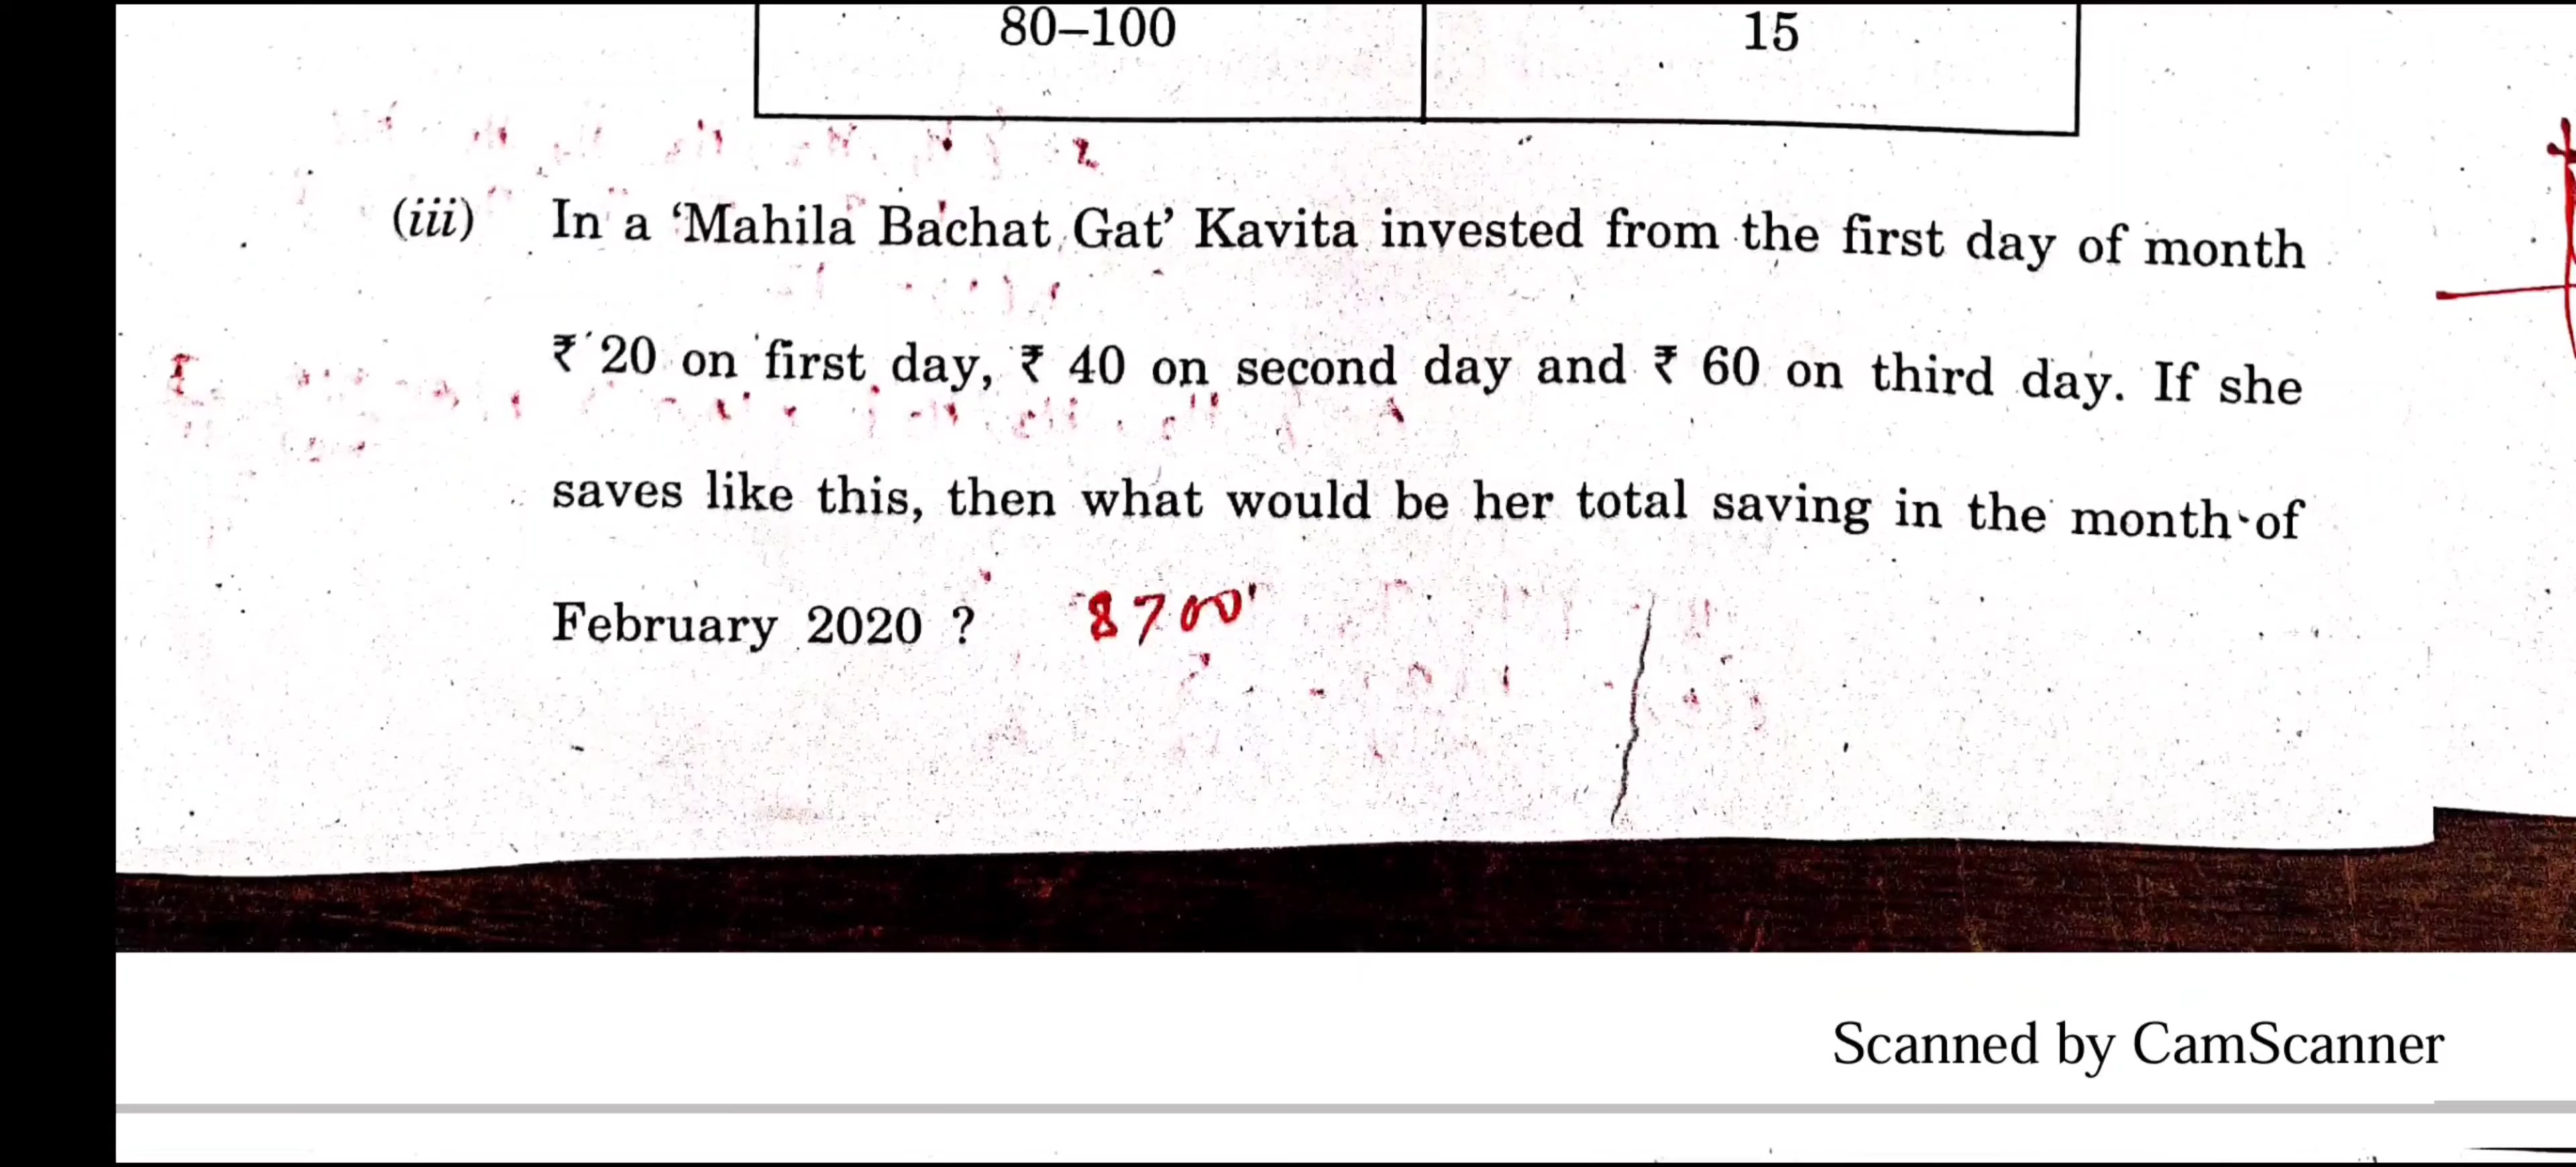 80–100 15
(iii) In a ‘Mahila Bachat Gat’ Kavita invested from the first day of month
₹ 20 on first day, ₹ 40 on second day and ₹ 60 on third day. If she
saves like this, then what would be her total saving in the month of
February 2020 ? 8700
Scanned by CamScanner